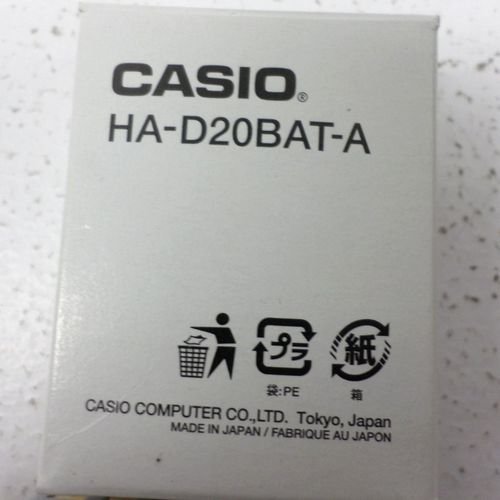 CASIO®
HA-D20BAT-A
プラ
紙
袋:PE
箱
CASIO COMPUTER CO.,LTD. Tokyo, Japan
MADE IN JAPAN / FABRIQUE AU JAPON